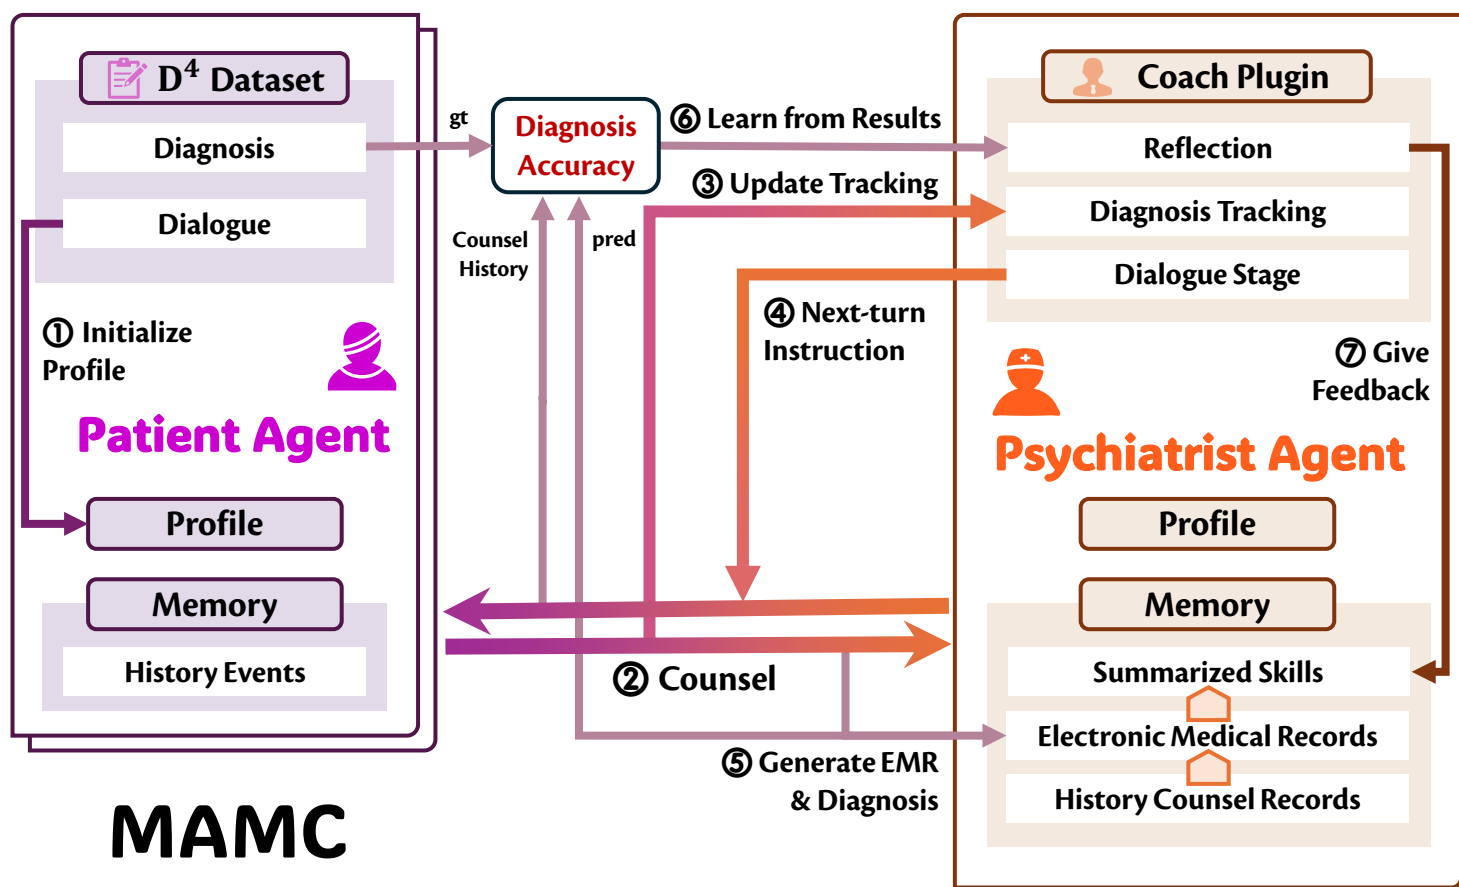 D⁴ Dataset
Diagnosis
Dialogue
① Initialize
Profile
Patient Agent
Profile
Memory
History Events
MAMC
gt
Diagnosis
Accuracy
Counsel
History
pred
⑥ Learn from Results
③ Update Tracking
④ Next-turn
Instruction
② Counsel
⑤ Generate EMR
& Diagnosis
Coach Plugin
Reflection
Diagnosis Tracking
Dialogue Stage
⑦ Give
Feedback
Psychiatrist Agent
Profile
Memory
Summarized Skills
Electronic Medical Records
History Counsel Records